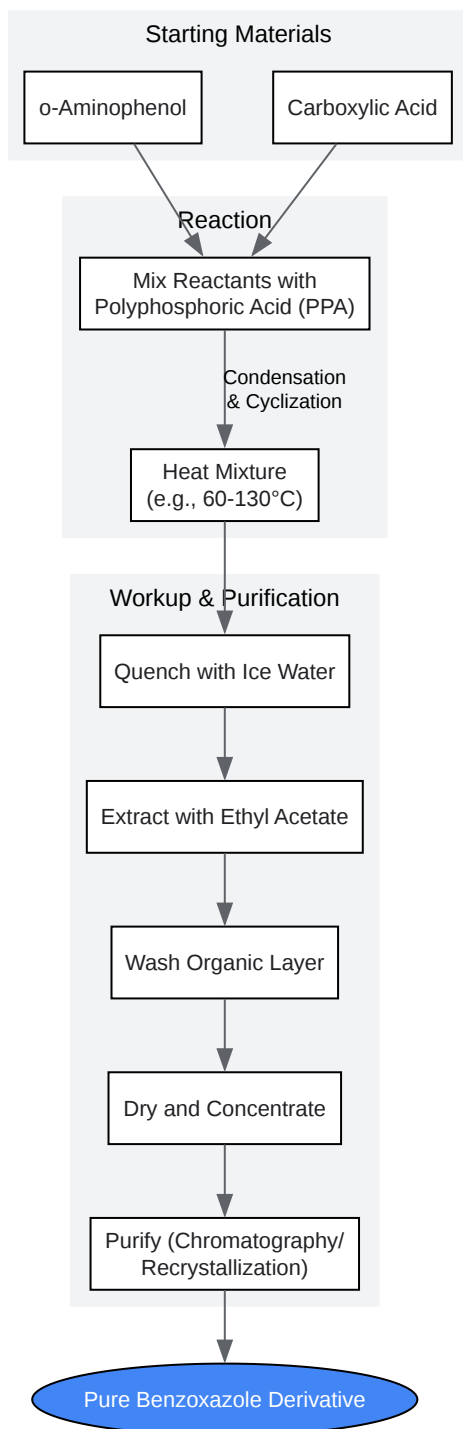 Starting Materials
o-Aminophenol
Carboxylic Acid
Reaction
Mix Reactants with
Polyphosphoric Acid (PPA)
Condensation
& Cyclization
Heat Mixture
(e.g., 60-130°C)
Workup & Purification
Quench with Ice Water
Extract with Ethyl Acetate
Wash Organic Layer
Dry and Concentrate
Purify (Chromatography/
Recrystallization)
Pure Benzoxazole Derivative